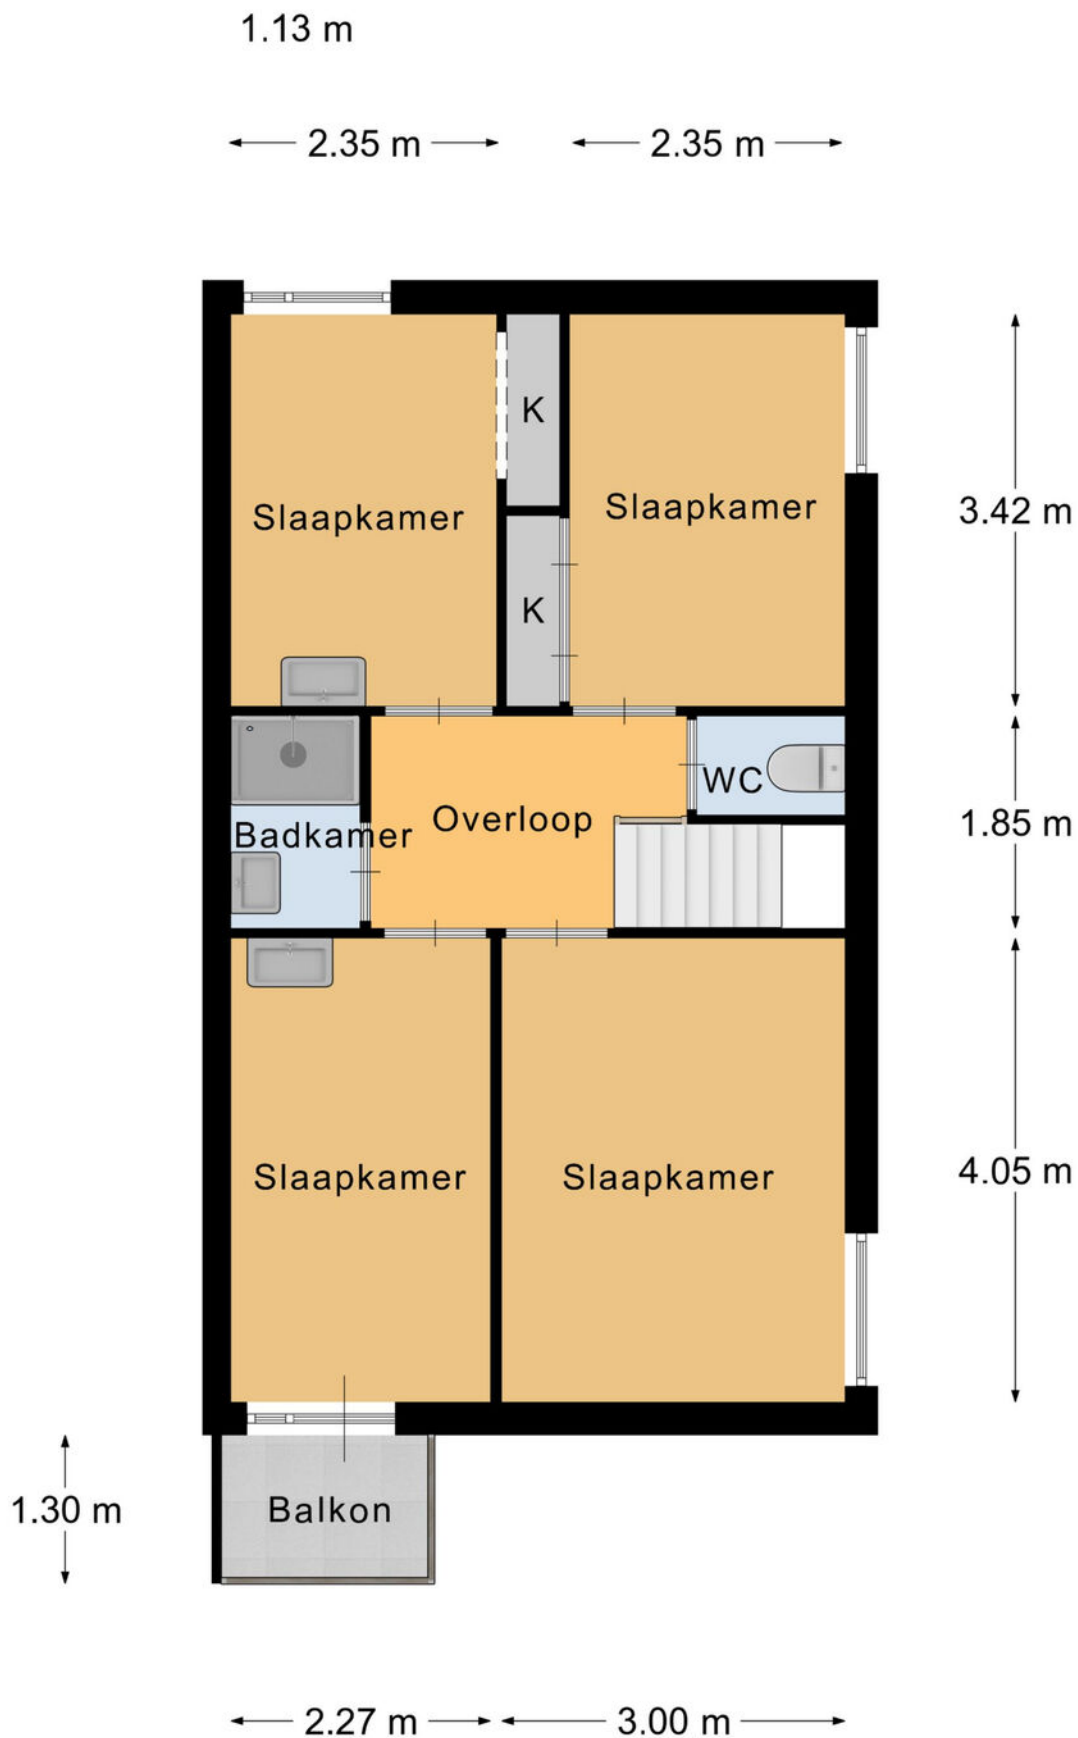 1.13 m
2.35 m
2.35 m
K
Slaapkamer
Slaapkamer
3.42 m
K
WC
Overloop
1.85 m
Badkamer
Slaapkamer
Slaapkamer
4.05 m
1.30 m
Balkon
2.27 m
3.00 m